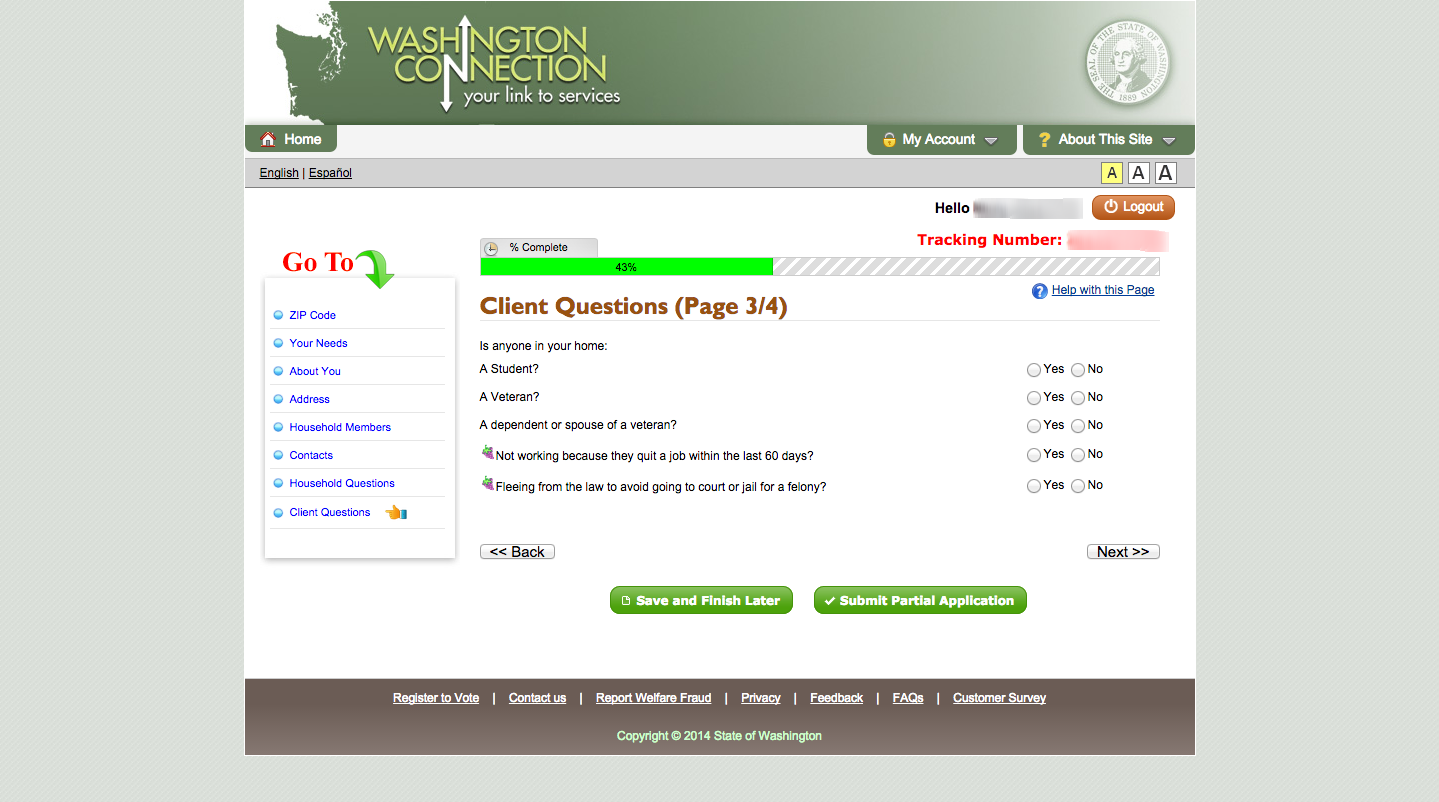 WASHINGTON
CONNECTION
your link to services
THE SEAL OF THE STATE OF WASHINGTON
1889
Home
My Account
? About This Site
English | Español
A A A
Hello
Logout
Tracking Number:
% Complete
43%
? Help with this Page
Go To
ZIP Code
Your Needs
About You
Address
Household Members
Contacts
Household Questions
Client Questions
Client Questions (Page 3/4)
Is anyone in your home:
A Student? Yes No
A Veteran? Yes No
A dependent or spouse of a veteran? Yes No
Not working because they quit a job within the last 60 days? Yes No
Fleeing from the law to avoid going to court or jail for a felony? Yes No
<< Back Next >>
Save and Finish Later Submit Partial Application
Register to Vote | Contact us | Report Welfare Fraud | Privacy | Feedback | FAQs | Customer Survey
Copyright © 2014 State of Washington